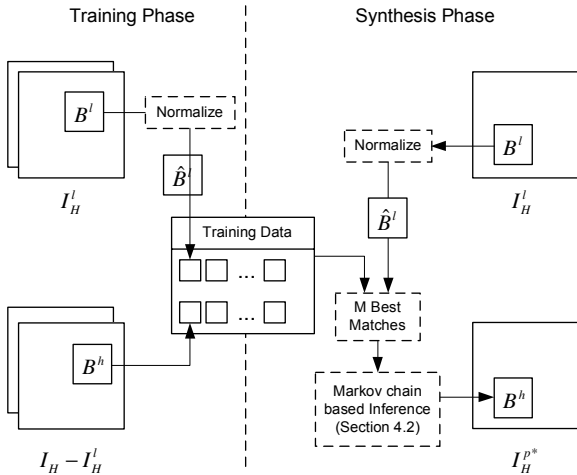 Training Phase
Synthesis Phase
B^l
Normalize
I_H^l
B̂^l
Training Data
...
...
B^h
I_H − I_H^l
Normalize
B^l
I_H^l
B̂^l
M Best
Matches
Markov chain
based Inference
(Section 4.2)
B^h
I_H^{p*}